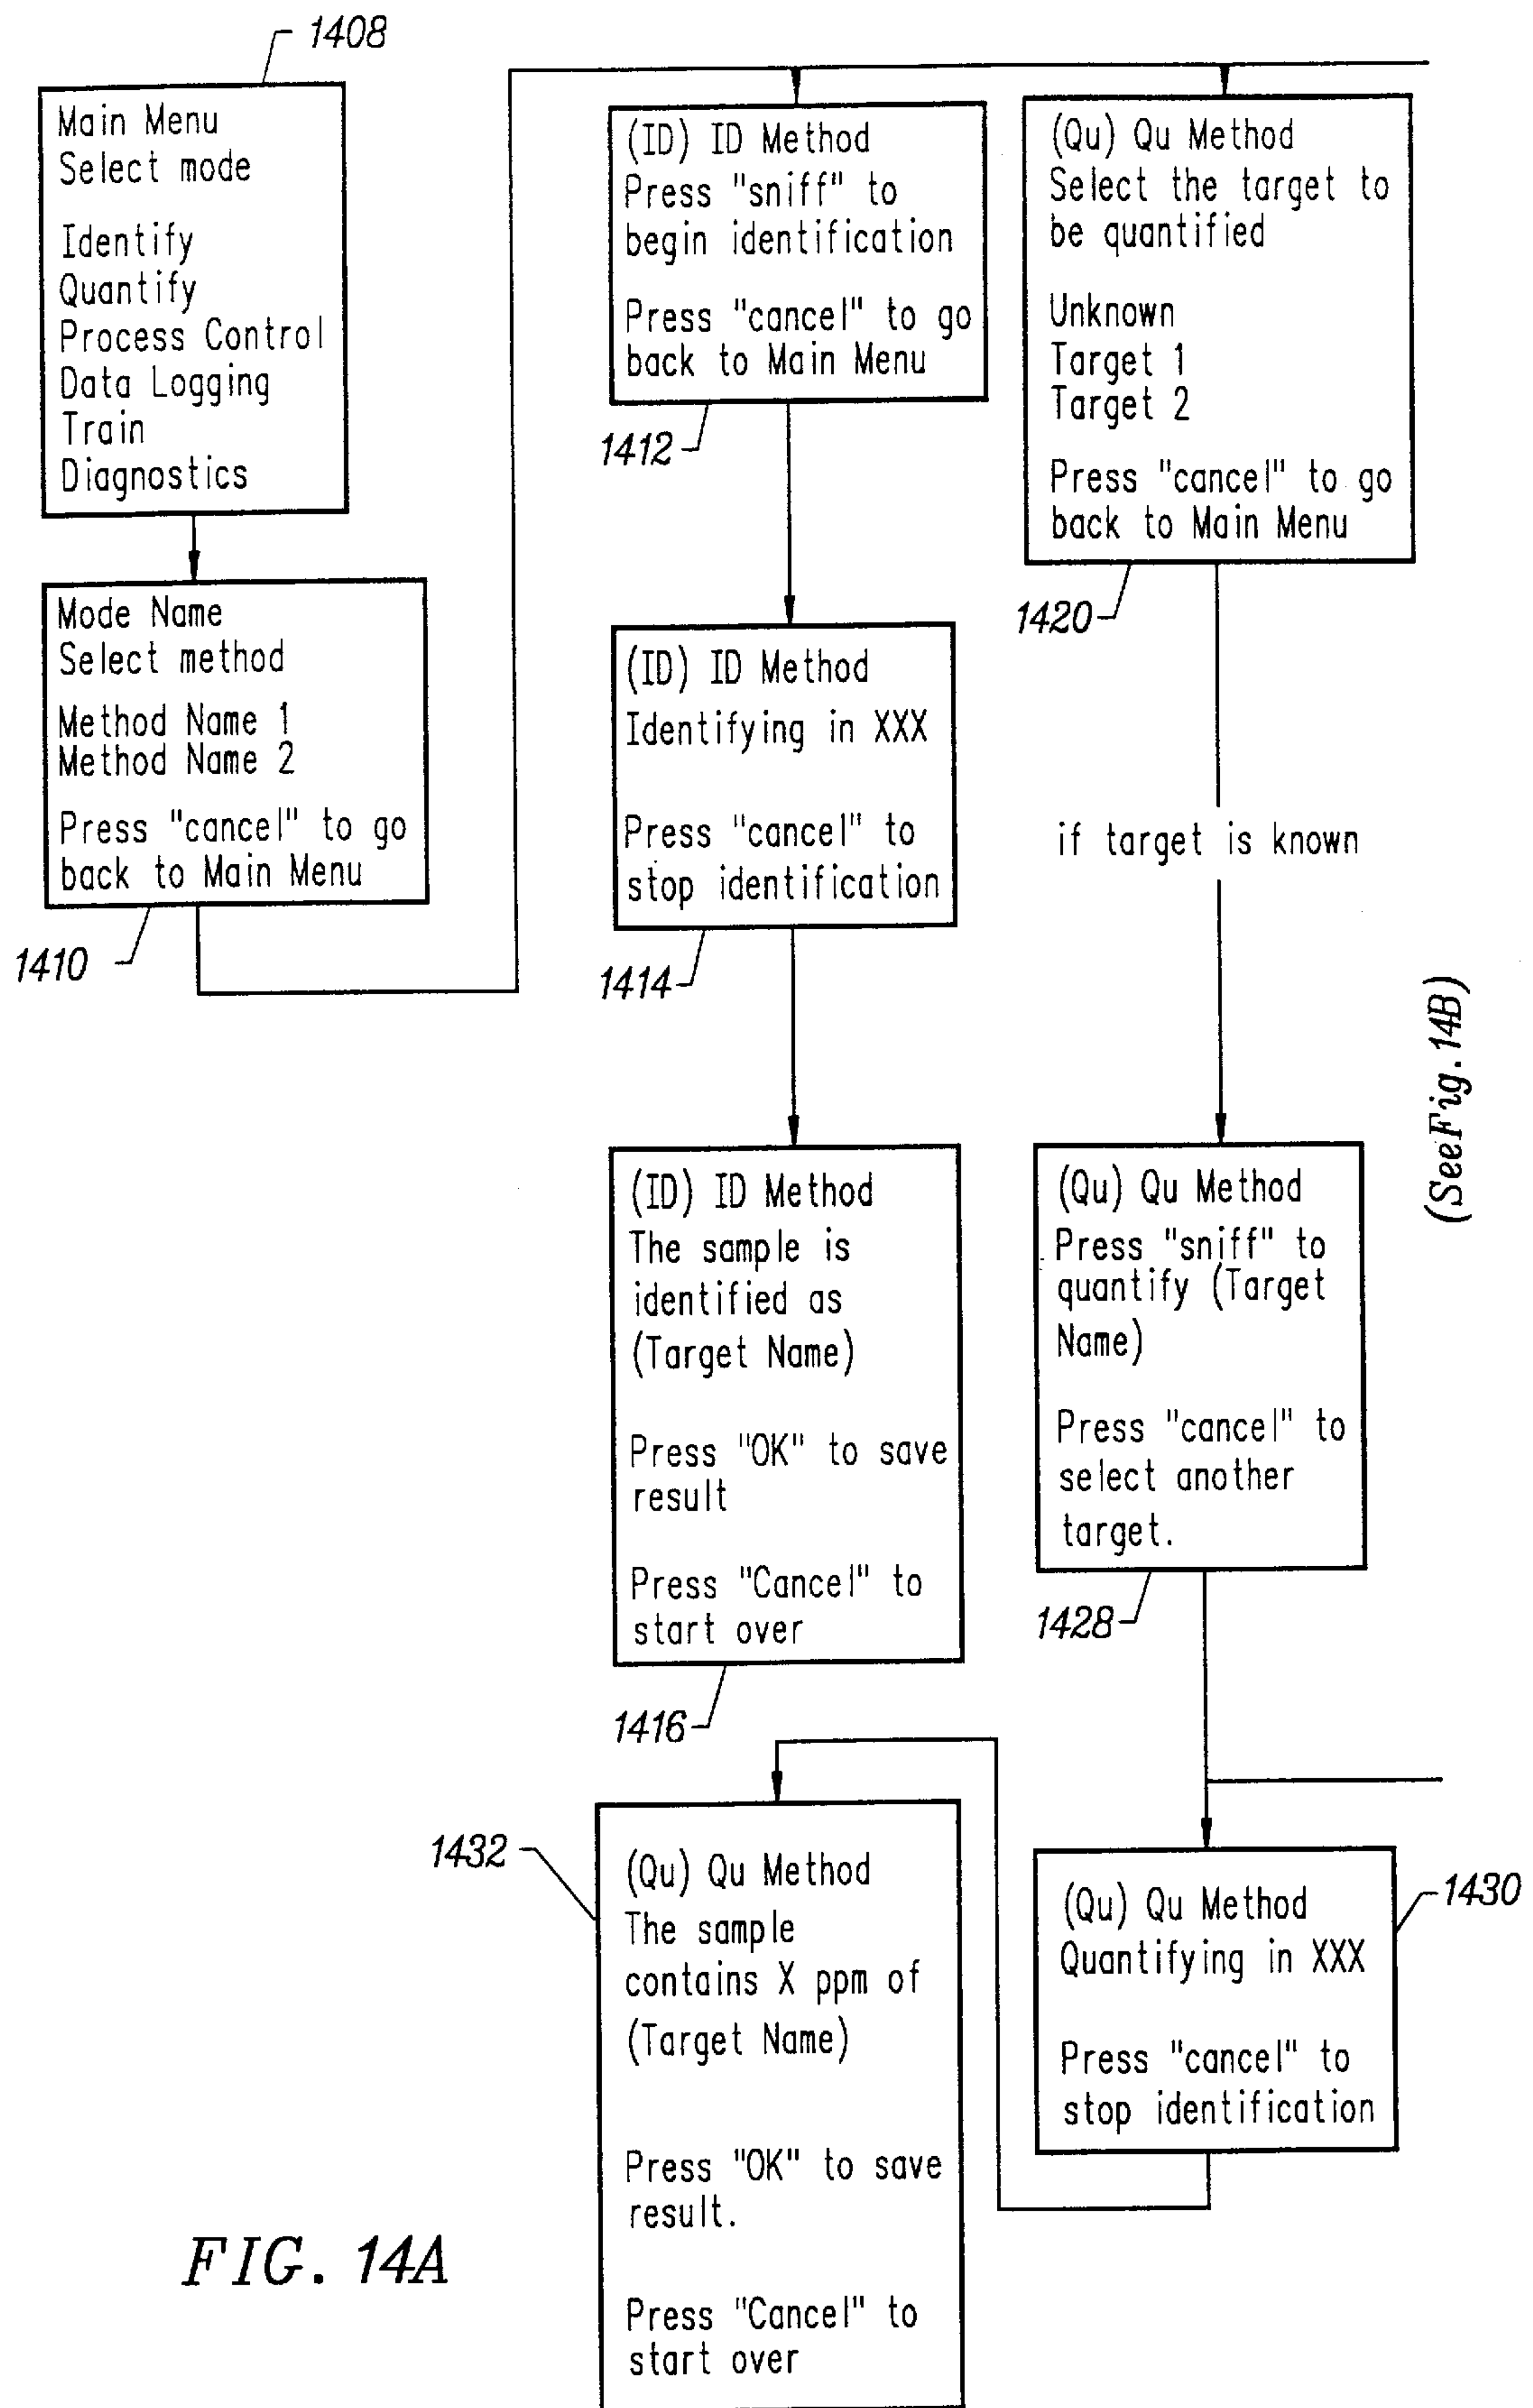 1408
Main Menu
Select mode
Identify
Quantify
Process Control
Data Logging
Train
Diagnostics
Mode Name
Select method
Method Name 1
Method Name 2
Press "cancel" to go
back to Main Menu
1410
(ID) ID Method
Press "sniff" to
begin identification
Press "cancel" to go
back to Main Menu
1412
(ID) ID Method
Identifying in XXX
Press "cancel" to
stop identification
1414
(ID) ID Method
The sample is
identified as
(Target Name)
Press "OK" to save
result
Press "Cancel" to
start over
1416
(Qu) Qu Method
Select the target to
be quantified
Unknown
Target 1
Target 2
Press "cancel" to go
back to Main Menu
1420
if target is known
(Qu) Qu Method
Press "sniff" to
quantify (Target
Name)
Press "cancel" to
select another
target.
1428
(Qu) Qu Method
Quantifying in XXX
Press "cancel" to
stop identification
1430
1432
(Qu) Qu Method
The sample
contains X ppm of
(Target Name)
Press "OK" to save
result.
Press "Cancel" to
start over
(See Fig. 14B)
FIG. 14A